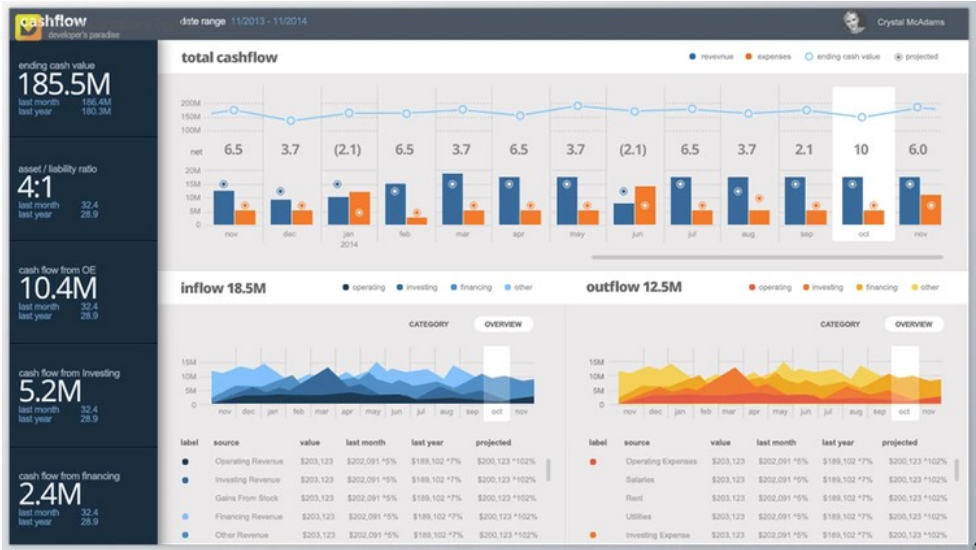 cashflow
developer's paradise
date range 11/2013 - 11/2014
Crystal McAdams
ending cash value
185.5M
last month 186.4M
last year 180.3M
asset / liability ratio
4:1
last month 32.4
last year 28.9
cash flow from OE
10.4M
last month 32.4
last year 28.9
cash flow from Investing
5.2M
last month 32.4
last year 28.9
cash flow from financing
2.4M
last month 32.4
last year 28.9
total cashflow
revevnue expenses ending cash value projected
200M
150M
100M
net 6.5 3.7 (2.1) 6.5 3.7 6.5 3.7 (2.1) 6.5 3.7 2.1 10 6.0
20M
15M
10M
5M
0
nov dec jan feb mar apr may jun jul aug sep oct nov
2014
inflow 18.5M
operating investing financing other
CATEGORY OVERVIEW
15M
10M
5M
0
nov dec jan feb mar apr may jun jul aug sep oct nov
label source value last month last year projected
Operating Revenue $203,123 $202,091 ^5% $189,102 ^7% $200,123 ^102%
Investing Revenue $203,123 $202,091 ^5% $189,102 ^7% $200,123 ^102%
Gains From Stock $203,123 $202,091 ^5% $189,102 ^7% $200,123 ^102%
Financing Revenue $203,123 $202,091 ^5% $189,102 ^7% $200,123 ^102%
Other Revenue $203,123 $202,091 ^5% $189,102 ^7% $200,123 ^102%
outflow 12.5M
operating investing financing other
CATEGORY OVERVIEW
15M
10M
5M
0
nov dec jan feb mar apr may jun jul aug sep oct nov
label source value last month last year projected
Operating Expenses $203,123 $202,091 ^5% $189,102 ^7% $200,123 ^102%
Salaries $203,123 $202,091 ^5% $189,102 ^7% $200,123 ^102%
Rent $203,123 $202,091 ^5% $189,102 ^7% $200,123 ^102%
Utilities $203,123 $202,091 ^5% $189,102 ^7% $200,123 ^102%
Investing Expense $203,123 $202,091 ^5% $189,102 ^7% $200,123 ^102%